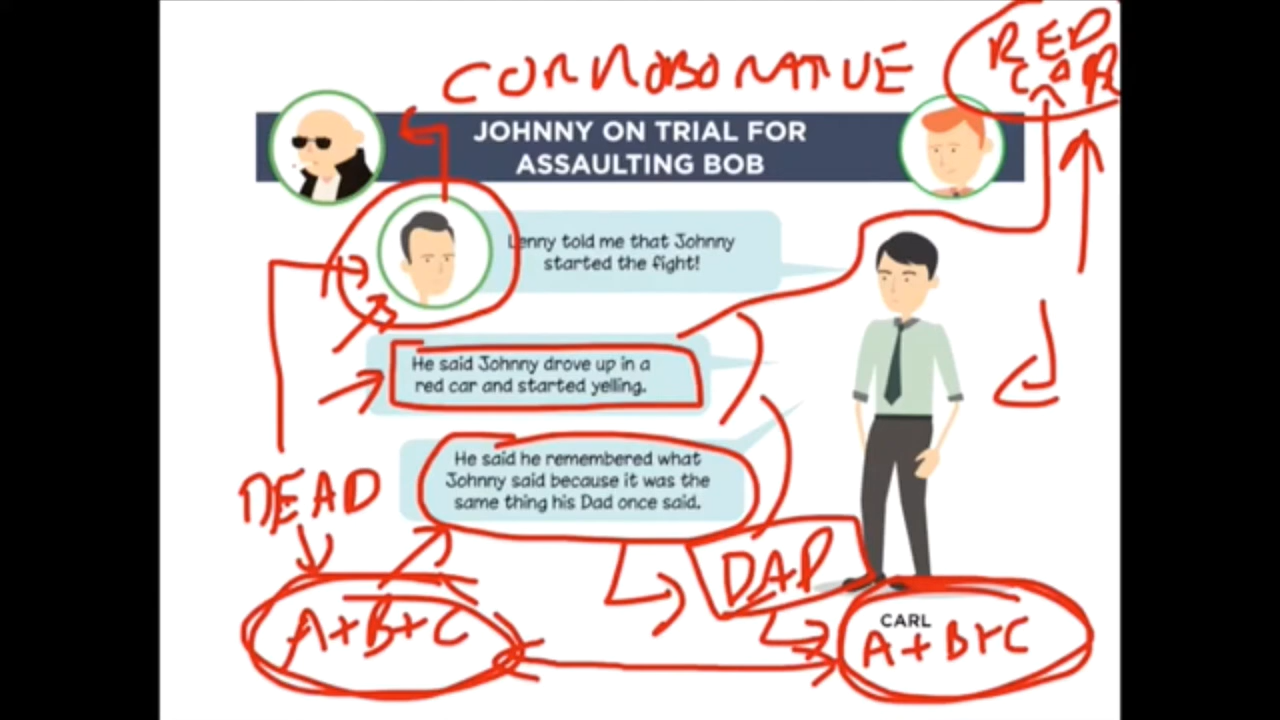 CORROBORATIVE
RED
CAR
JOHNNY ON TRIAL FOR
ASSAULTING BOB
Lenny told me that Johnny
started the fight!
He said Johnny drove up in a
red car and started yelling.
He said he remembered what
Johnny said because it was the
same thing his Dad once said.
DEAD
DAD
A+B+C
CARL
A+B+C